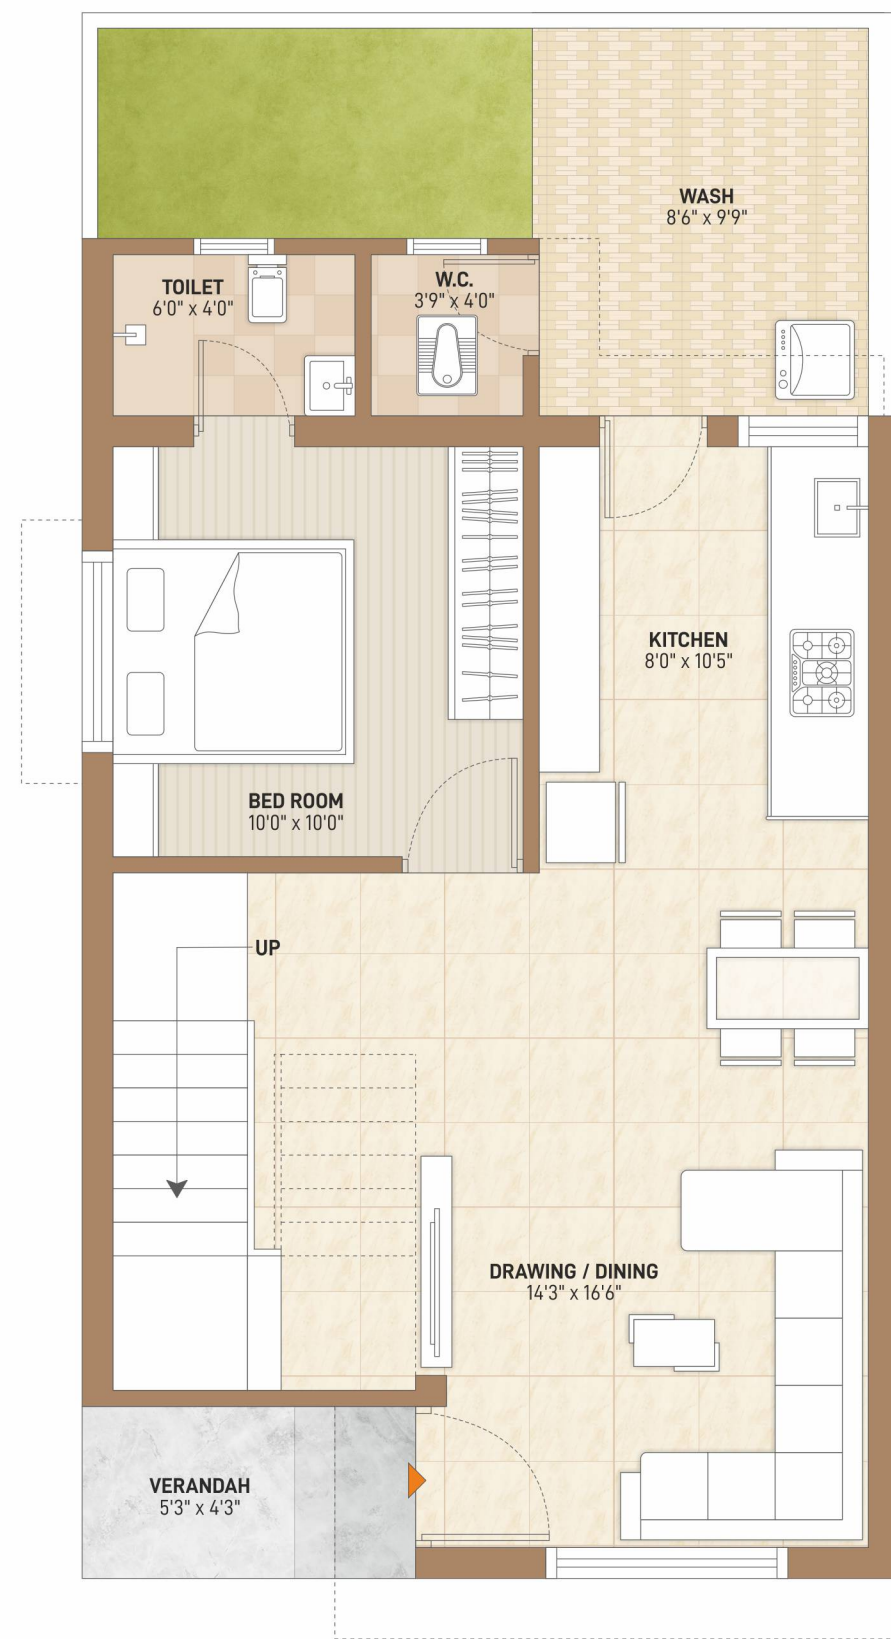 WASH
8'6" x 9'9"
TOILET
6'0" x 4'0"
W.C.
3'9" x 4'0"
KITCHEN
8'0" x 10'5"
BED ROOM
10'0" x 10'0"
UP
DRAWING / DINING
14'3" x 16'6"
VERANDAH
5'3" x 4'3"